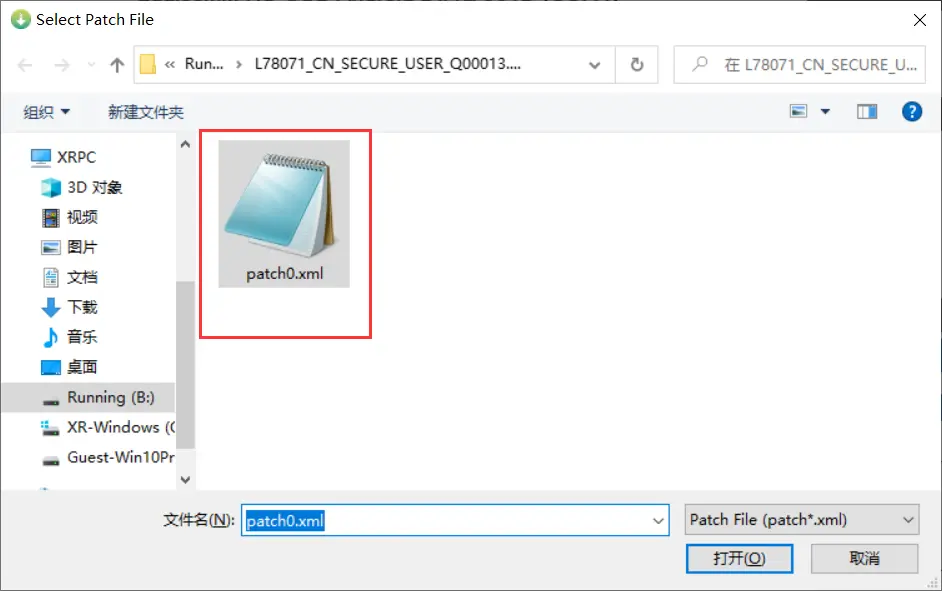 Select Patch File
« Run... › L78071_CN_SECURE_USER_Q00013....
在 L78071_CN_SECURE_U...
组织
新建文件夹
XRPC
3D 对象
视频
图片
文档
下载
音乐
桌面
Running (B:)
XR-Windows (C
Guest-Win10Pr
patch0.xml
文件名(N):
patch0.xml
Patch File (patch*.xml)
打开(O)
取消